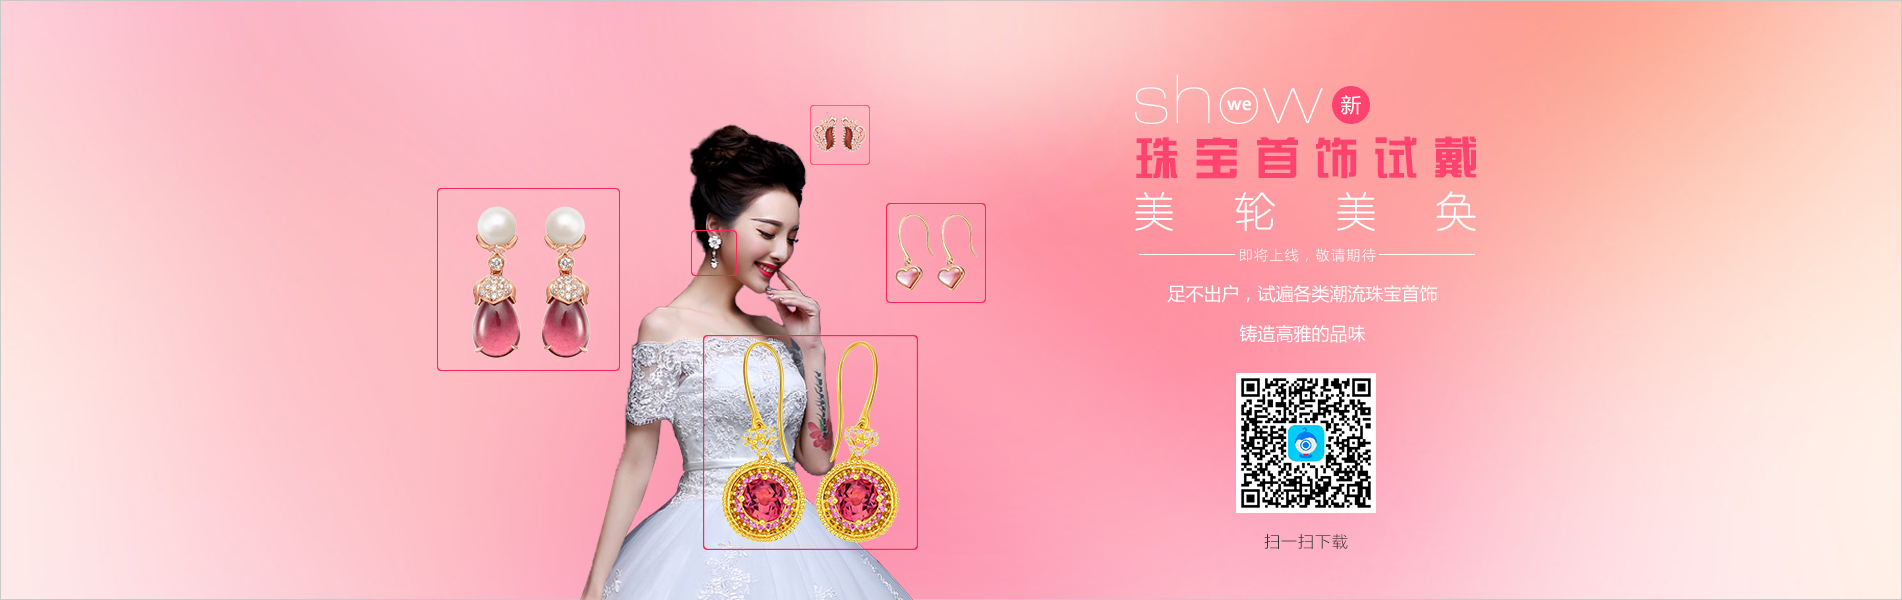 show we 新
珠宝首饰试戴
美轮美奂
即将上线，敬请期待
足不出户，试遍各类潮流珠宝首饰
铸造高雅的品味
扫一扫下载